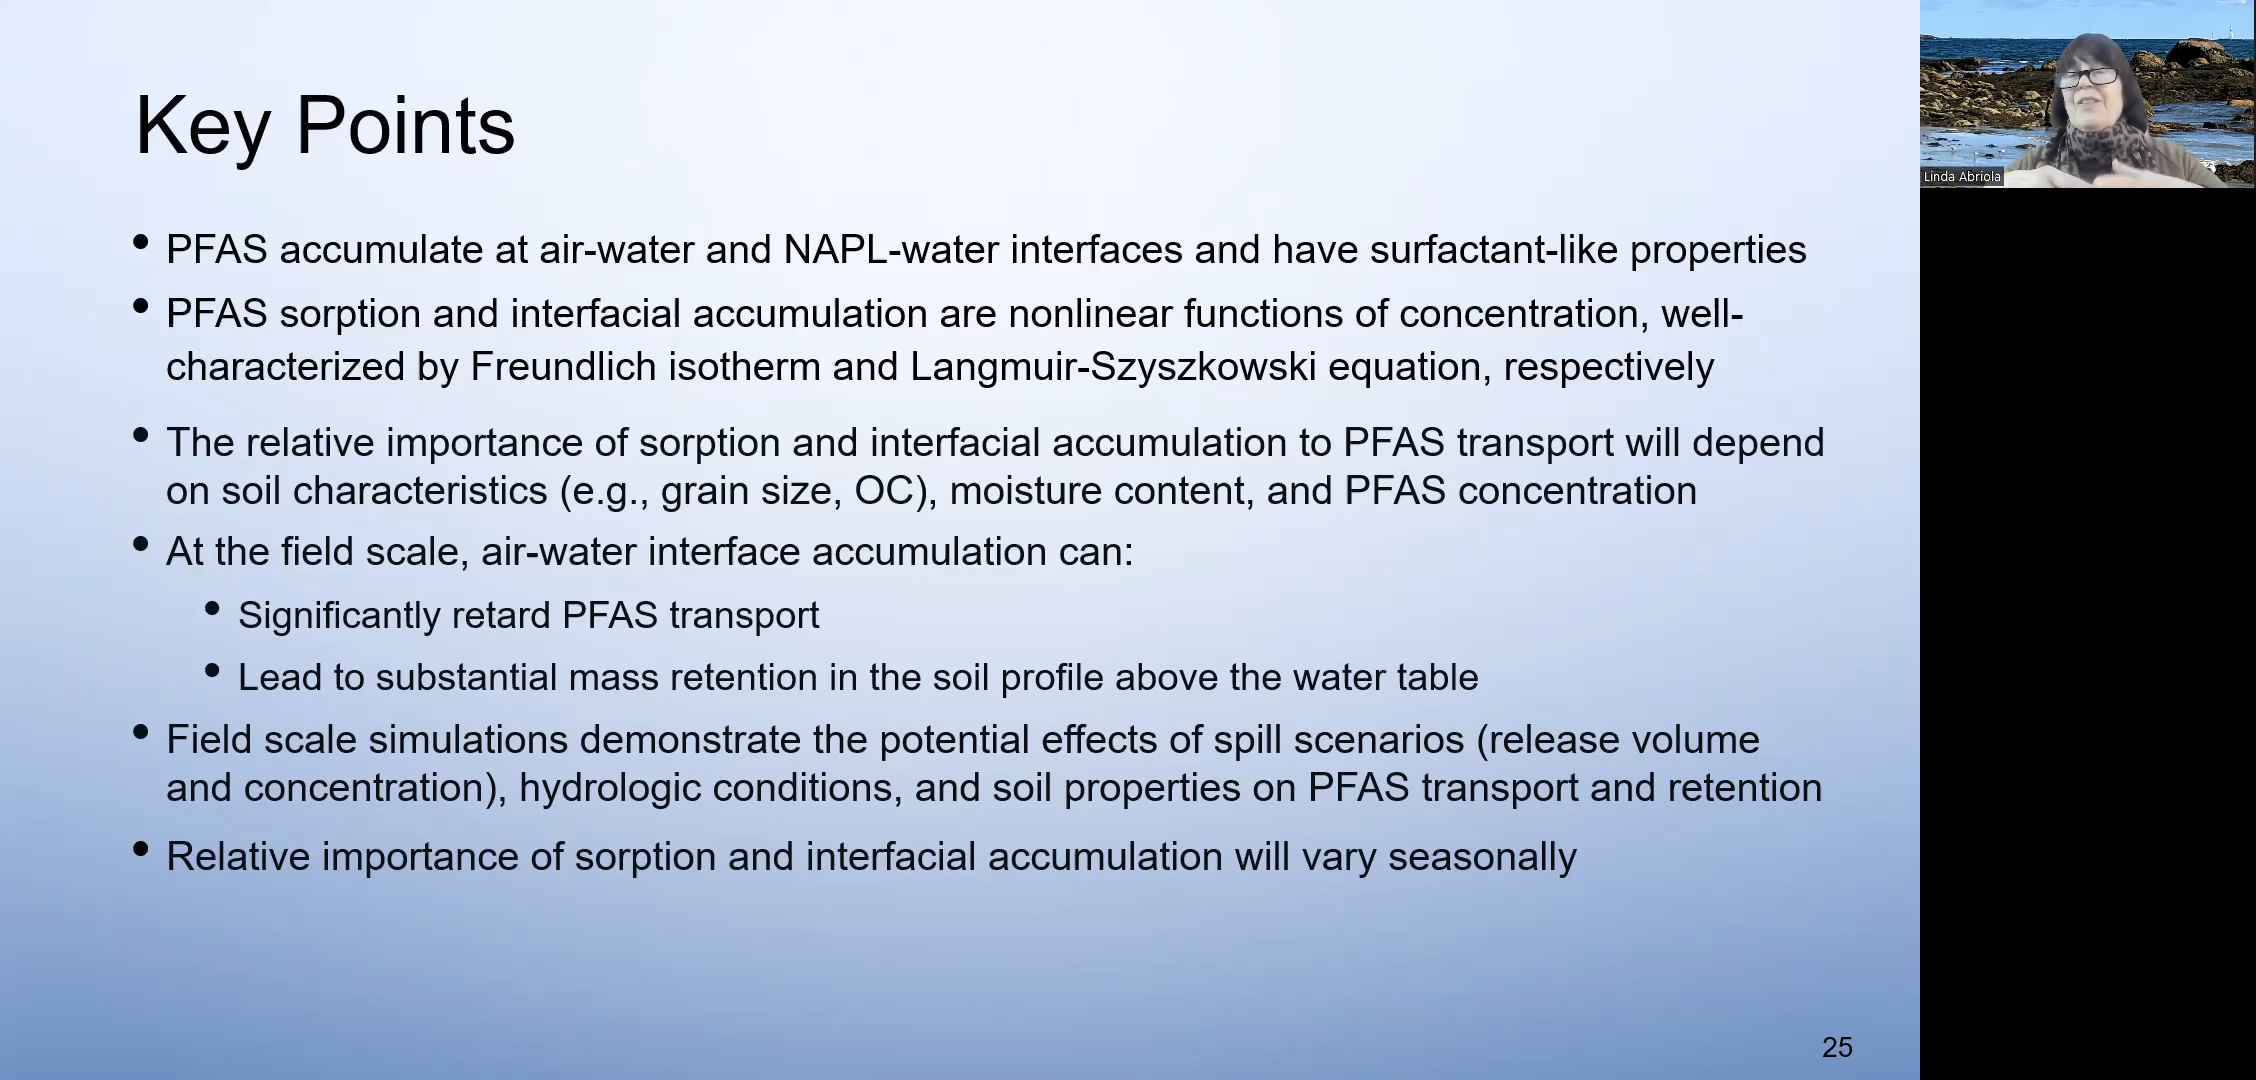 Key Points
• PFAS accumulate at air-water and NAPL-water interfaces and have surfactant-like properties
• PFAS sorption and interfacial accumulation are nonlinear functions of concentration, well-
characterized by Freundlich isotherm and Langmuir-Szyszkowski equation, respectively
• The relative importance of sorption and interfacial accumulation to PFAS transport will depend
on soil characteristics (e.g., grain size, OC), moisture content, and PFAS concentration
• At the field scale, air-water interface accumulation can:
• Significantly retard PFAS transport
• Lead to substantial mass retention in the soil profile above the water table
• Field scale simulations demonstrate the potential effects of spill scenarios (release volume
and concentration), hydrologic conditions, and soil properties on PFAS transport and retention
• Relative importance of sorption and interfacial accumulation will vary seasonally
25
Linda Abriola